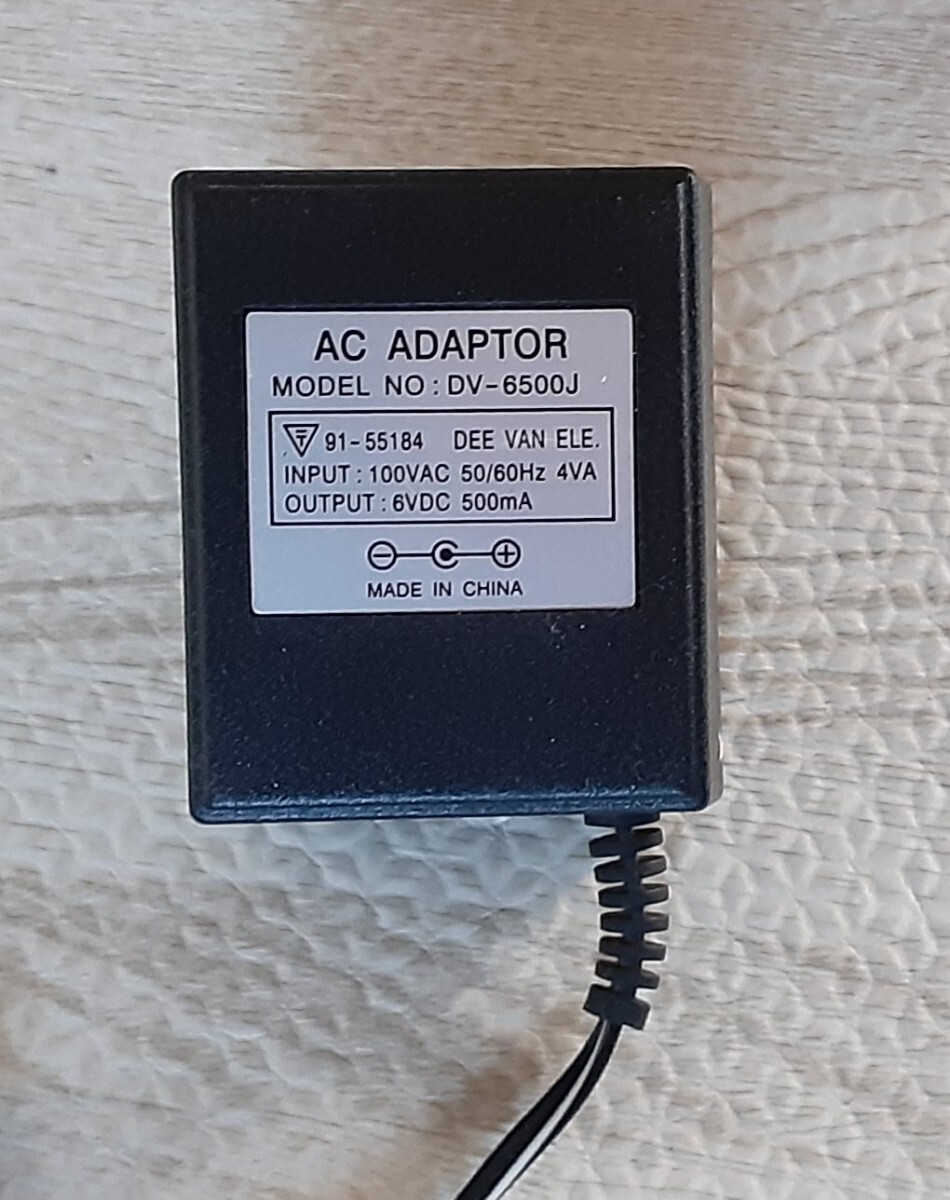 AC ADAPTOR
MODEL NO : DV-6500J
91-55184 DEE VAN ELE.
INPUT : 100VAC 50/60Hz 4VA
OUTPUT : 6VDC 500mA
MADE IN CHINA